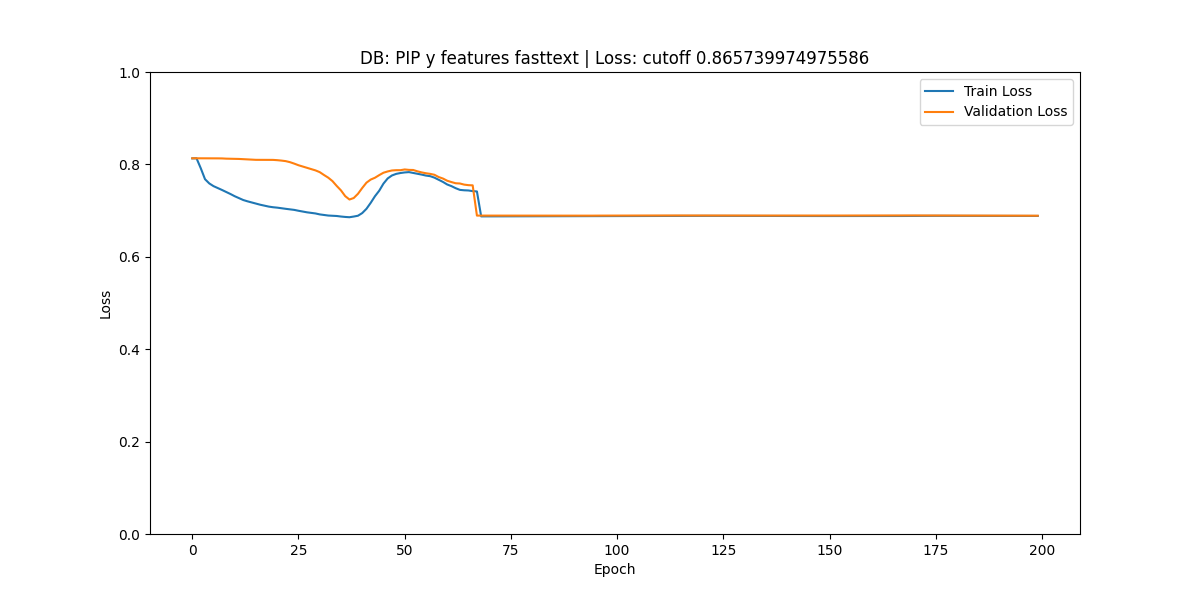 DB: PIP y features fasttext | Loss: cutoff 0.865739974975586
Train Loss
Validation Loss
1.0
0.8
0.6
0.4
0.2
0.0
Loss
0 25 50 75 100 125 150 175 200
Epoch